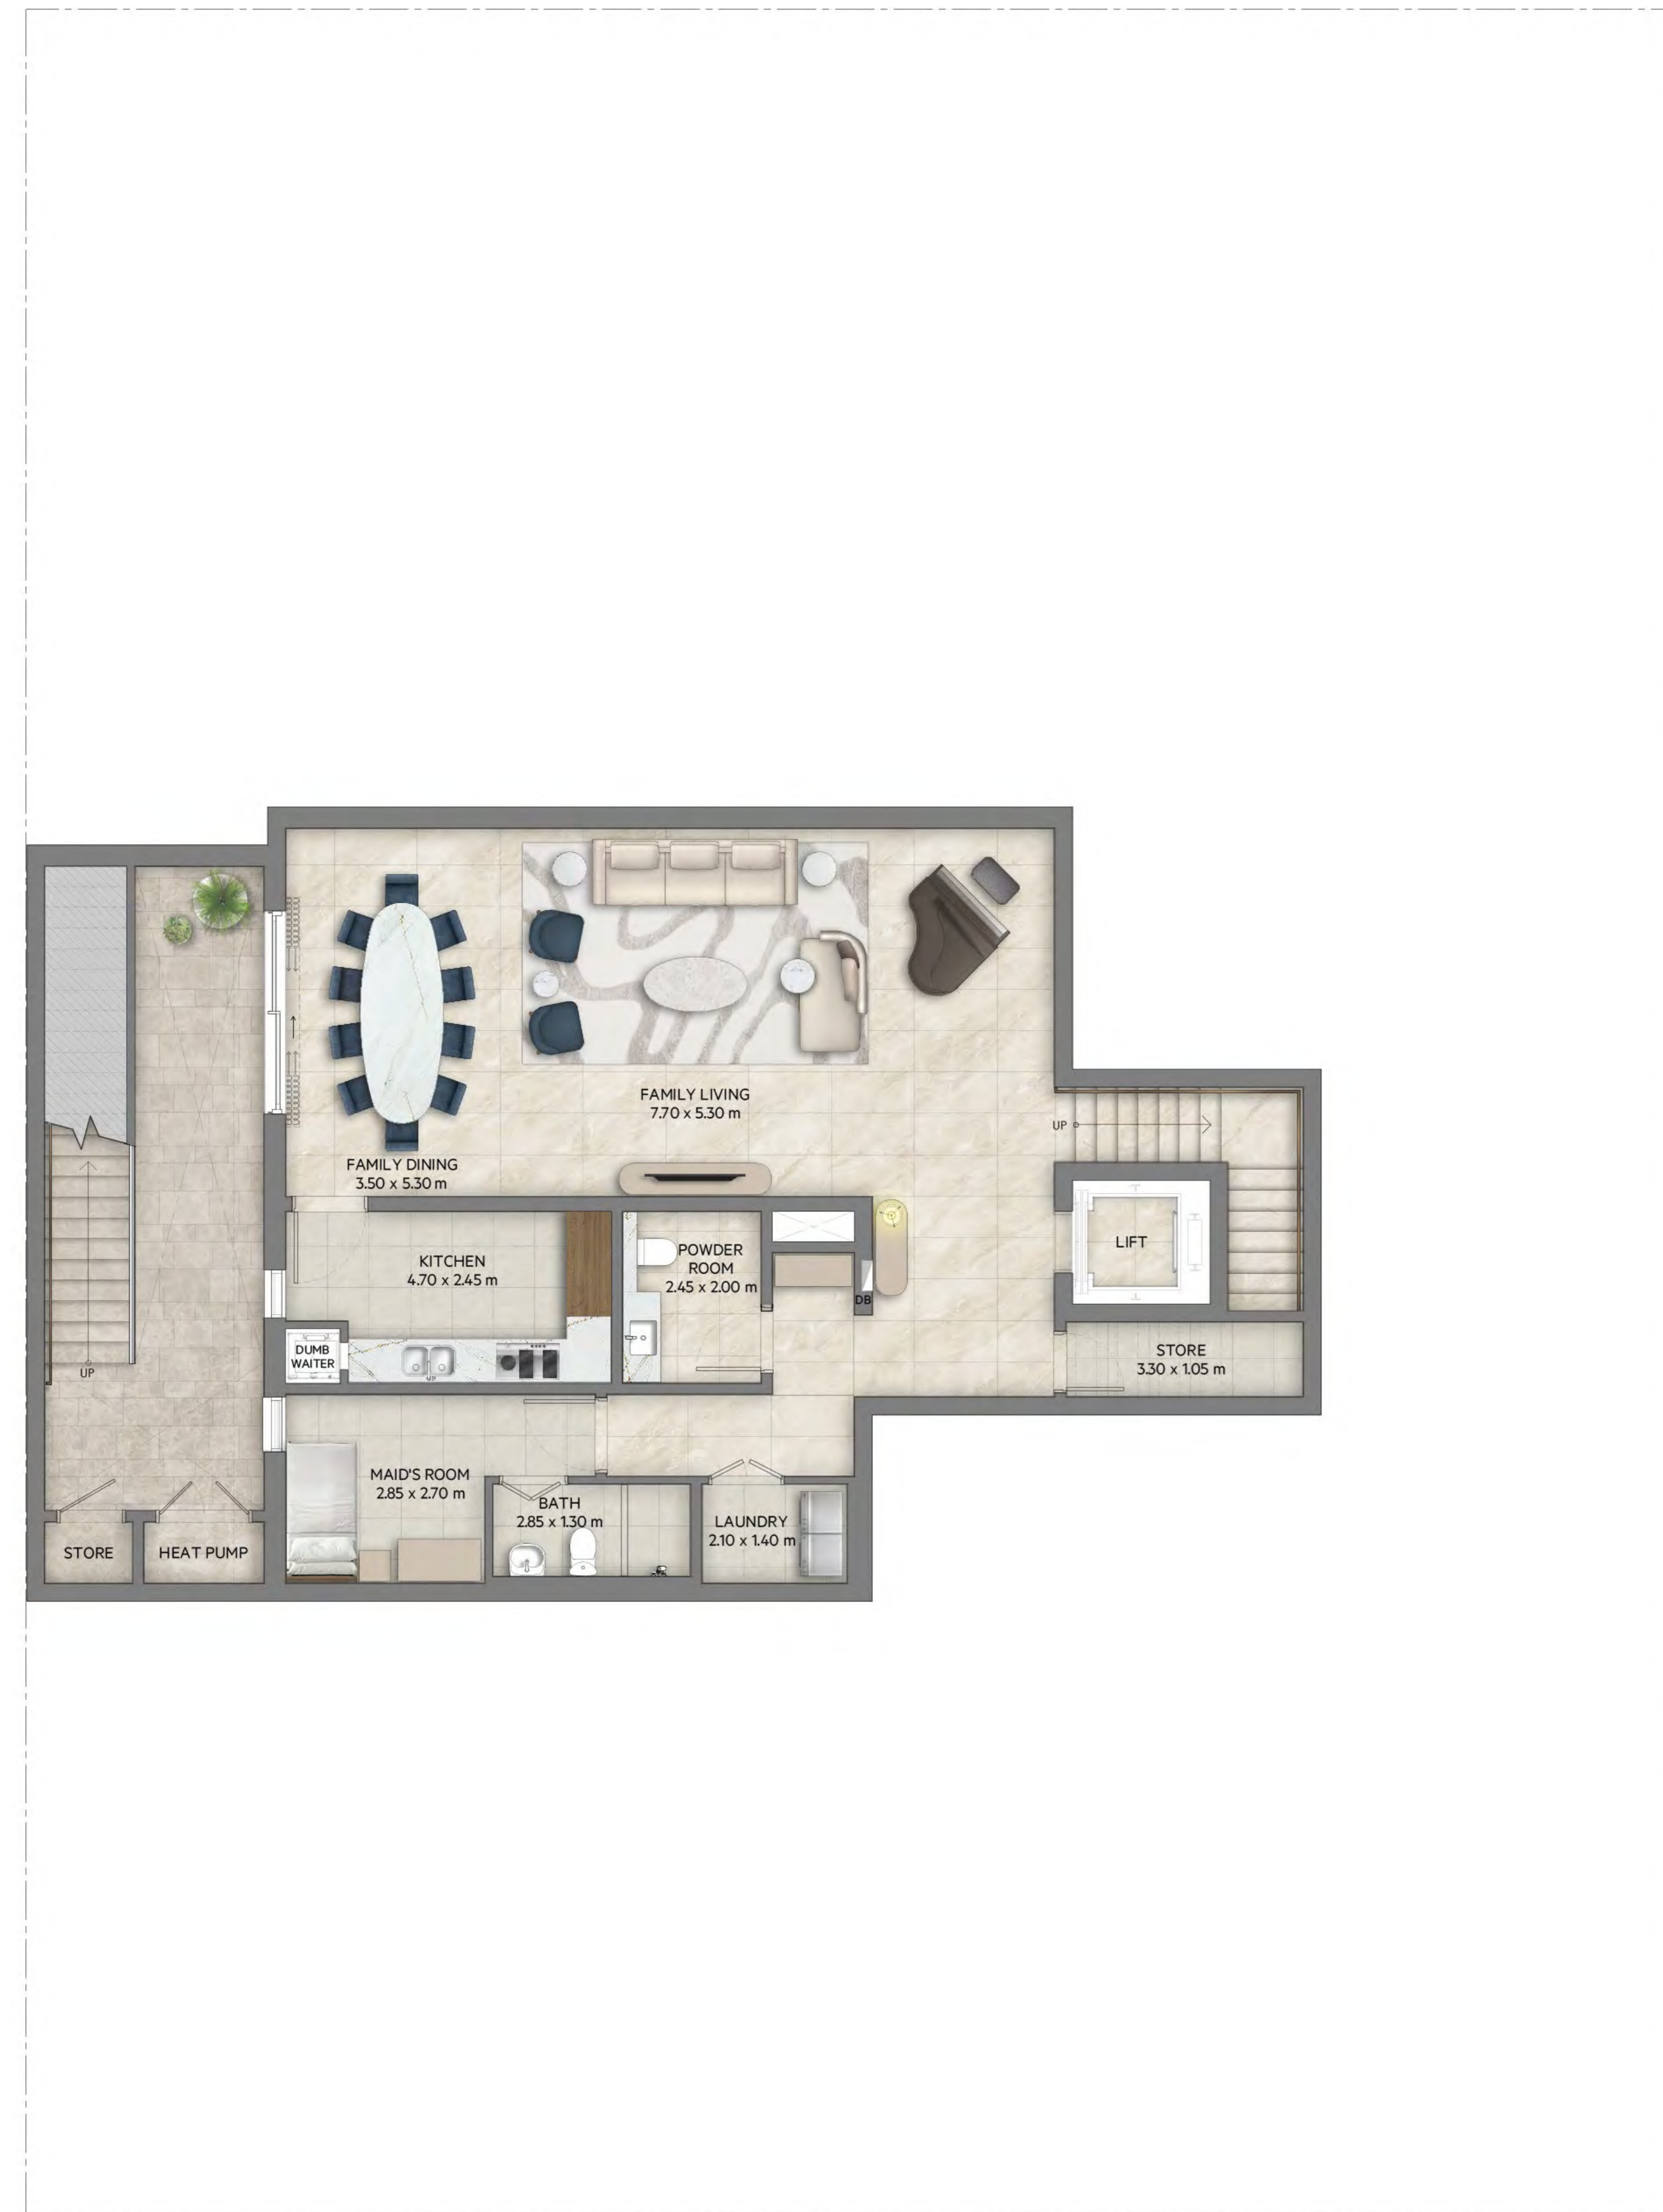 FAMILY LIVING
7.70 x 5.30 m
UP
FAMILY DINING
3.50 x 5.30 m
KITCHEN
4.70 x 2.45 m
POWDER
ROOM
2.45 x 2.00 m
DB
LIFT
DUMB
WAITER
UP
STORE
3.30 x 1.05 m
MAID'S ROOM
2.85 x 2.70 m
BATH
2.85 x 1.30 m
LAUNDRY
2.10 x 1.40 m
STORE
HEAT PUMP